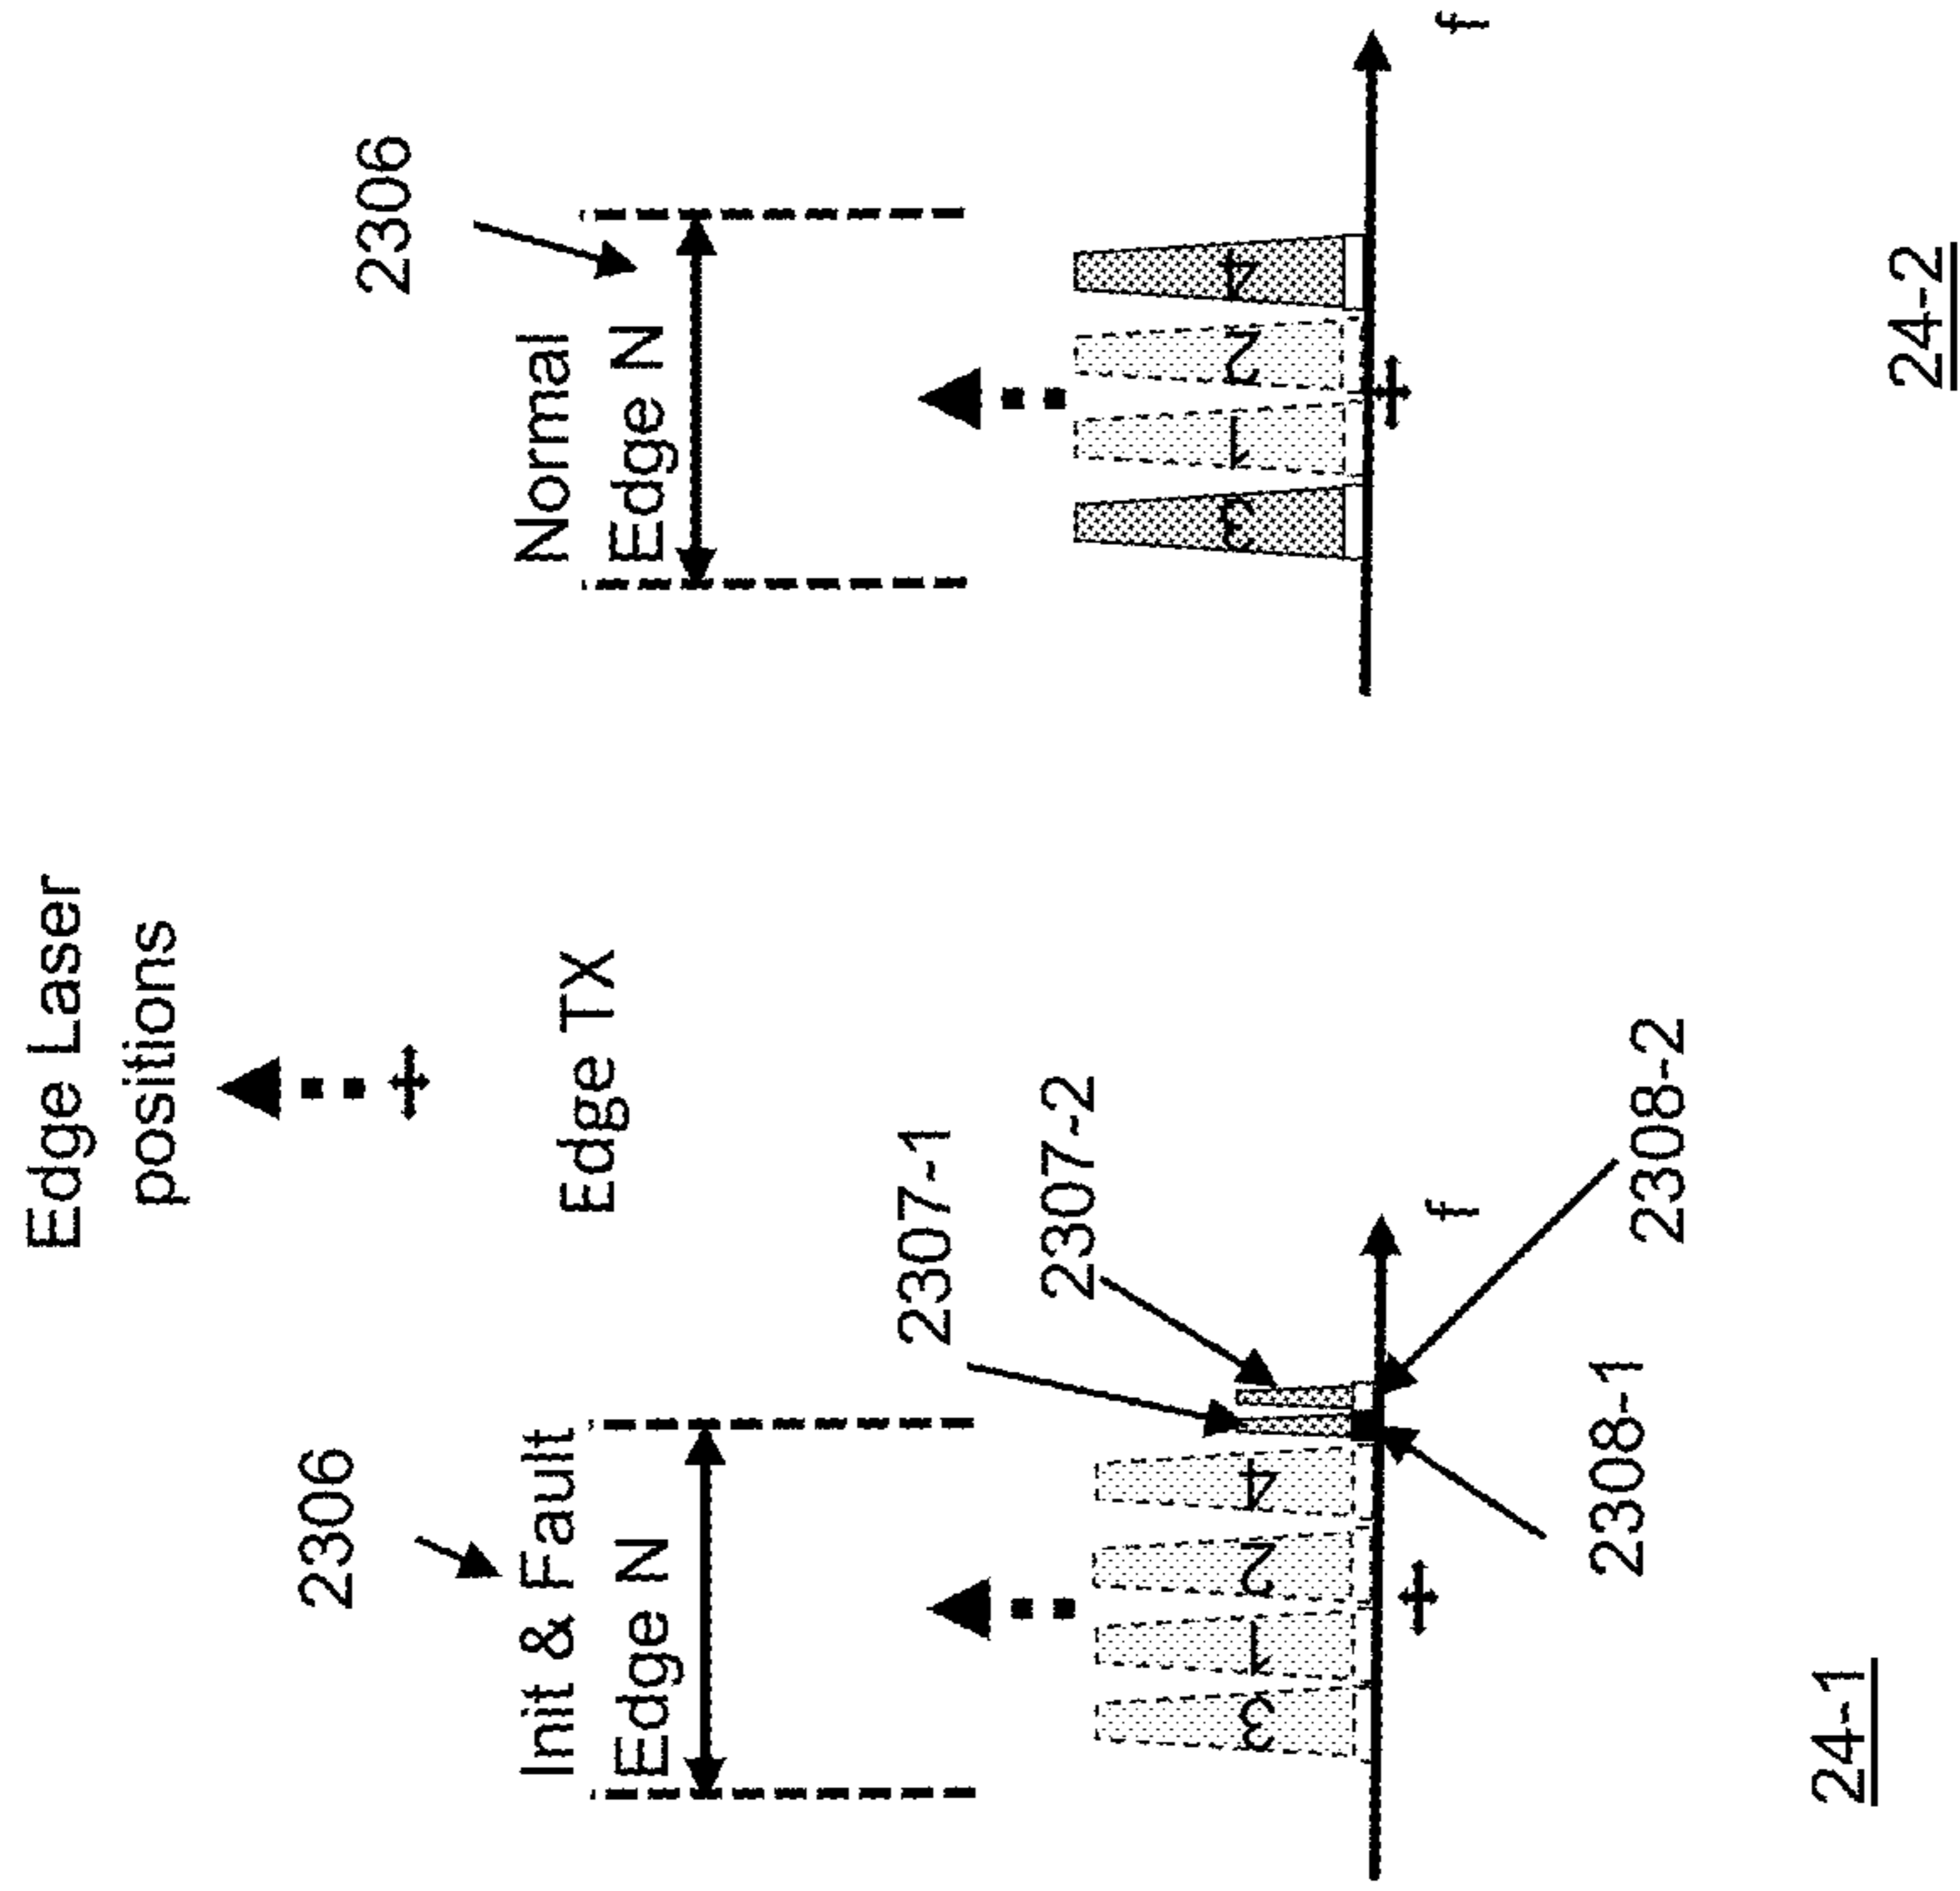 Edge Laser
positions
Edge TX
2306
Init & Fault
Edge N
2307-1
2307-2
3
1
2
4
f
2308-1
2308-2
24-1
2306
Normal
Edge N
3
1
2
4
f
24-2